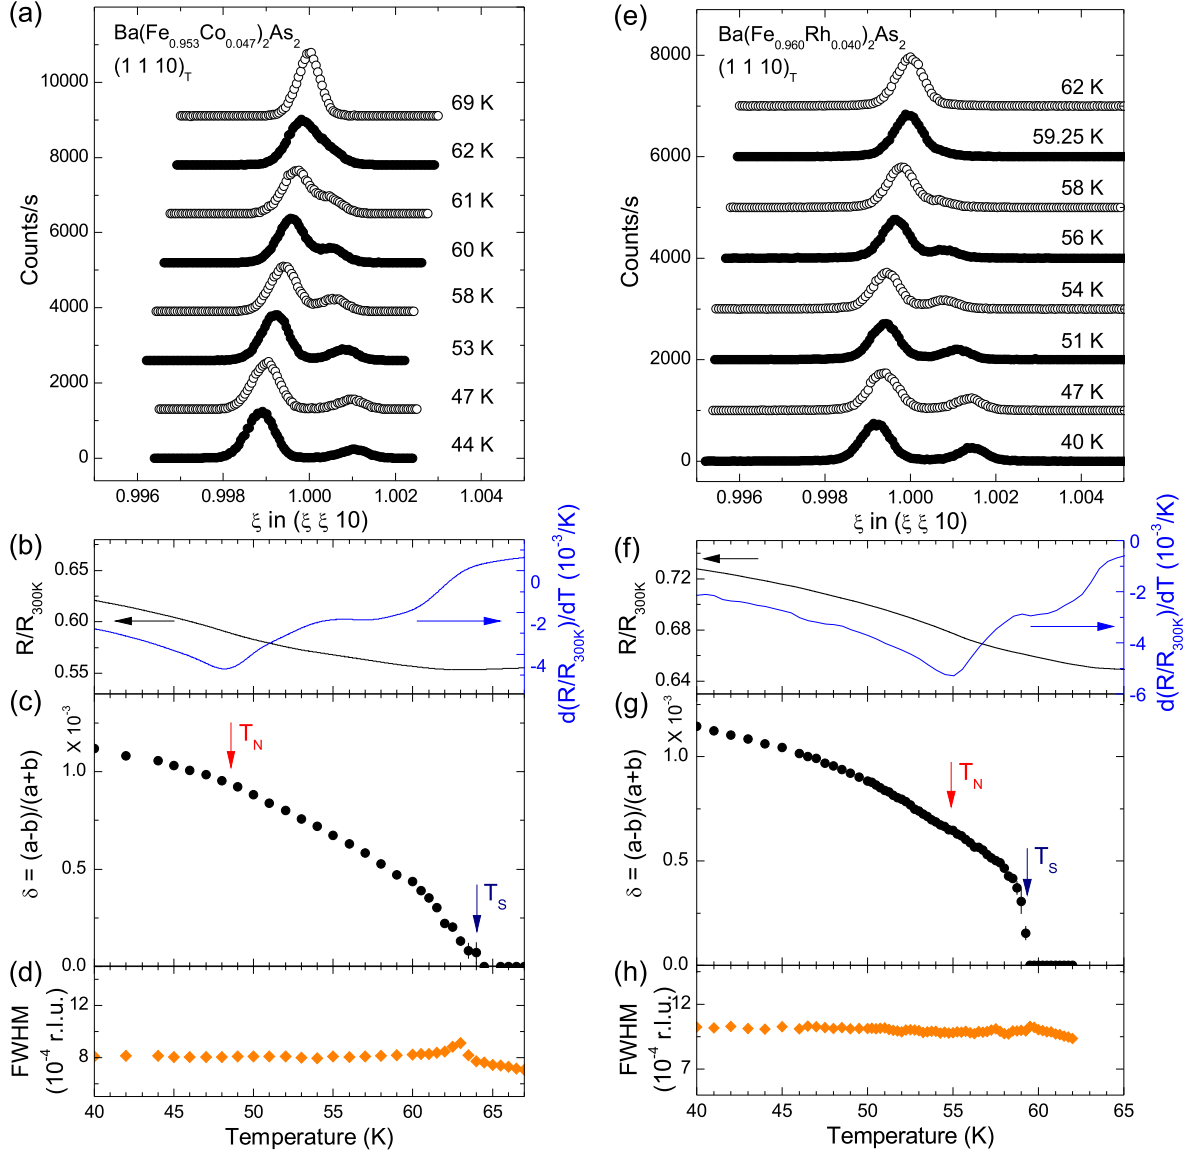 (a)
Ba(Fe0.953Co0.047)2As2
(1 1 10)T
10000
8000
6000
4000
2000
0
Counts/s
69 K
62 K
61 K
60 K
58 K
53 K
47 K
44 K
0.996 0.998 1.000 1.002 1.004
ξ in (ξ ξ 10)
(b)
0.65
0.60
0.55
R/R300K
0
-2
-4
d(R/R300K)/dT (10-3/K)
(c)
X 10-3
1.0
0.5
0.0
δ = (a-b)/(a+b)
TN
TS
(d)
12
8
FWHM
(10-4 r.l.u.)
40 45 50 55 60 65
Temperature (K)
(e)
Ba(Fe0.960Rh0.040)2As2
(1 1 10)T
8000
6000
4000
2000
0
Counts/s
62 K
59.25 K
58 K
56 K
54 K
51 K
47 K
40 K
0.996 0.998 1.000 1.002 1.004
ξ in (ξ ξ 10)
(f)
0.72
0.68
0.64
R/R300K
0
-2
-4
-6
d(R/R300K)/dT (10-3/K)
(g)
X 10-3
1.0
0.5
0.0
δ = (a-b)/(a+b)
TN
TS
(h)
12
7
FWHM
(10-4 r.l.u.)
40 45 50 55 60 65
Temperature (K)